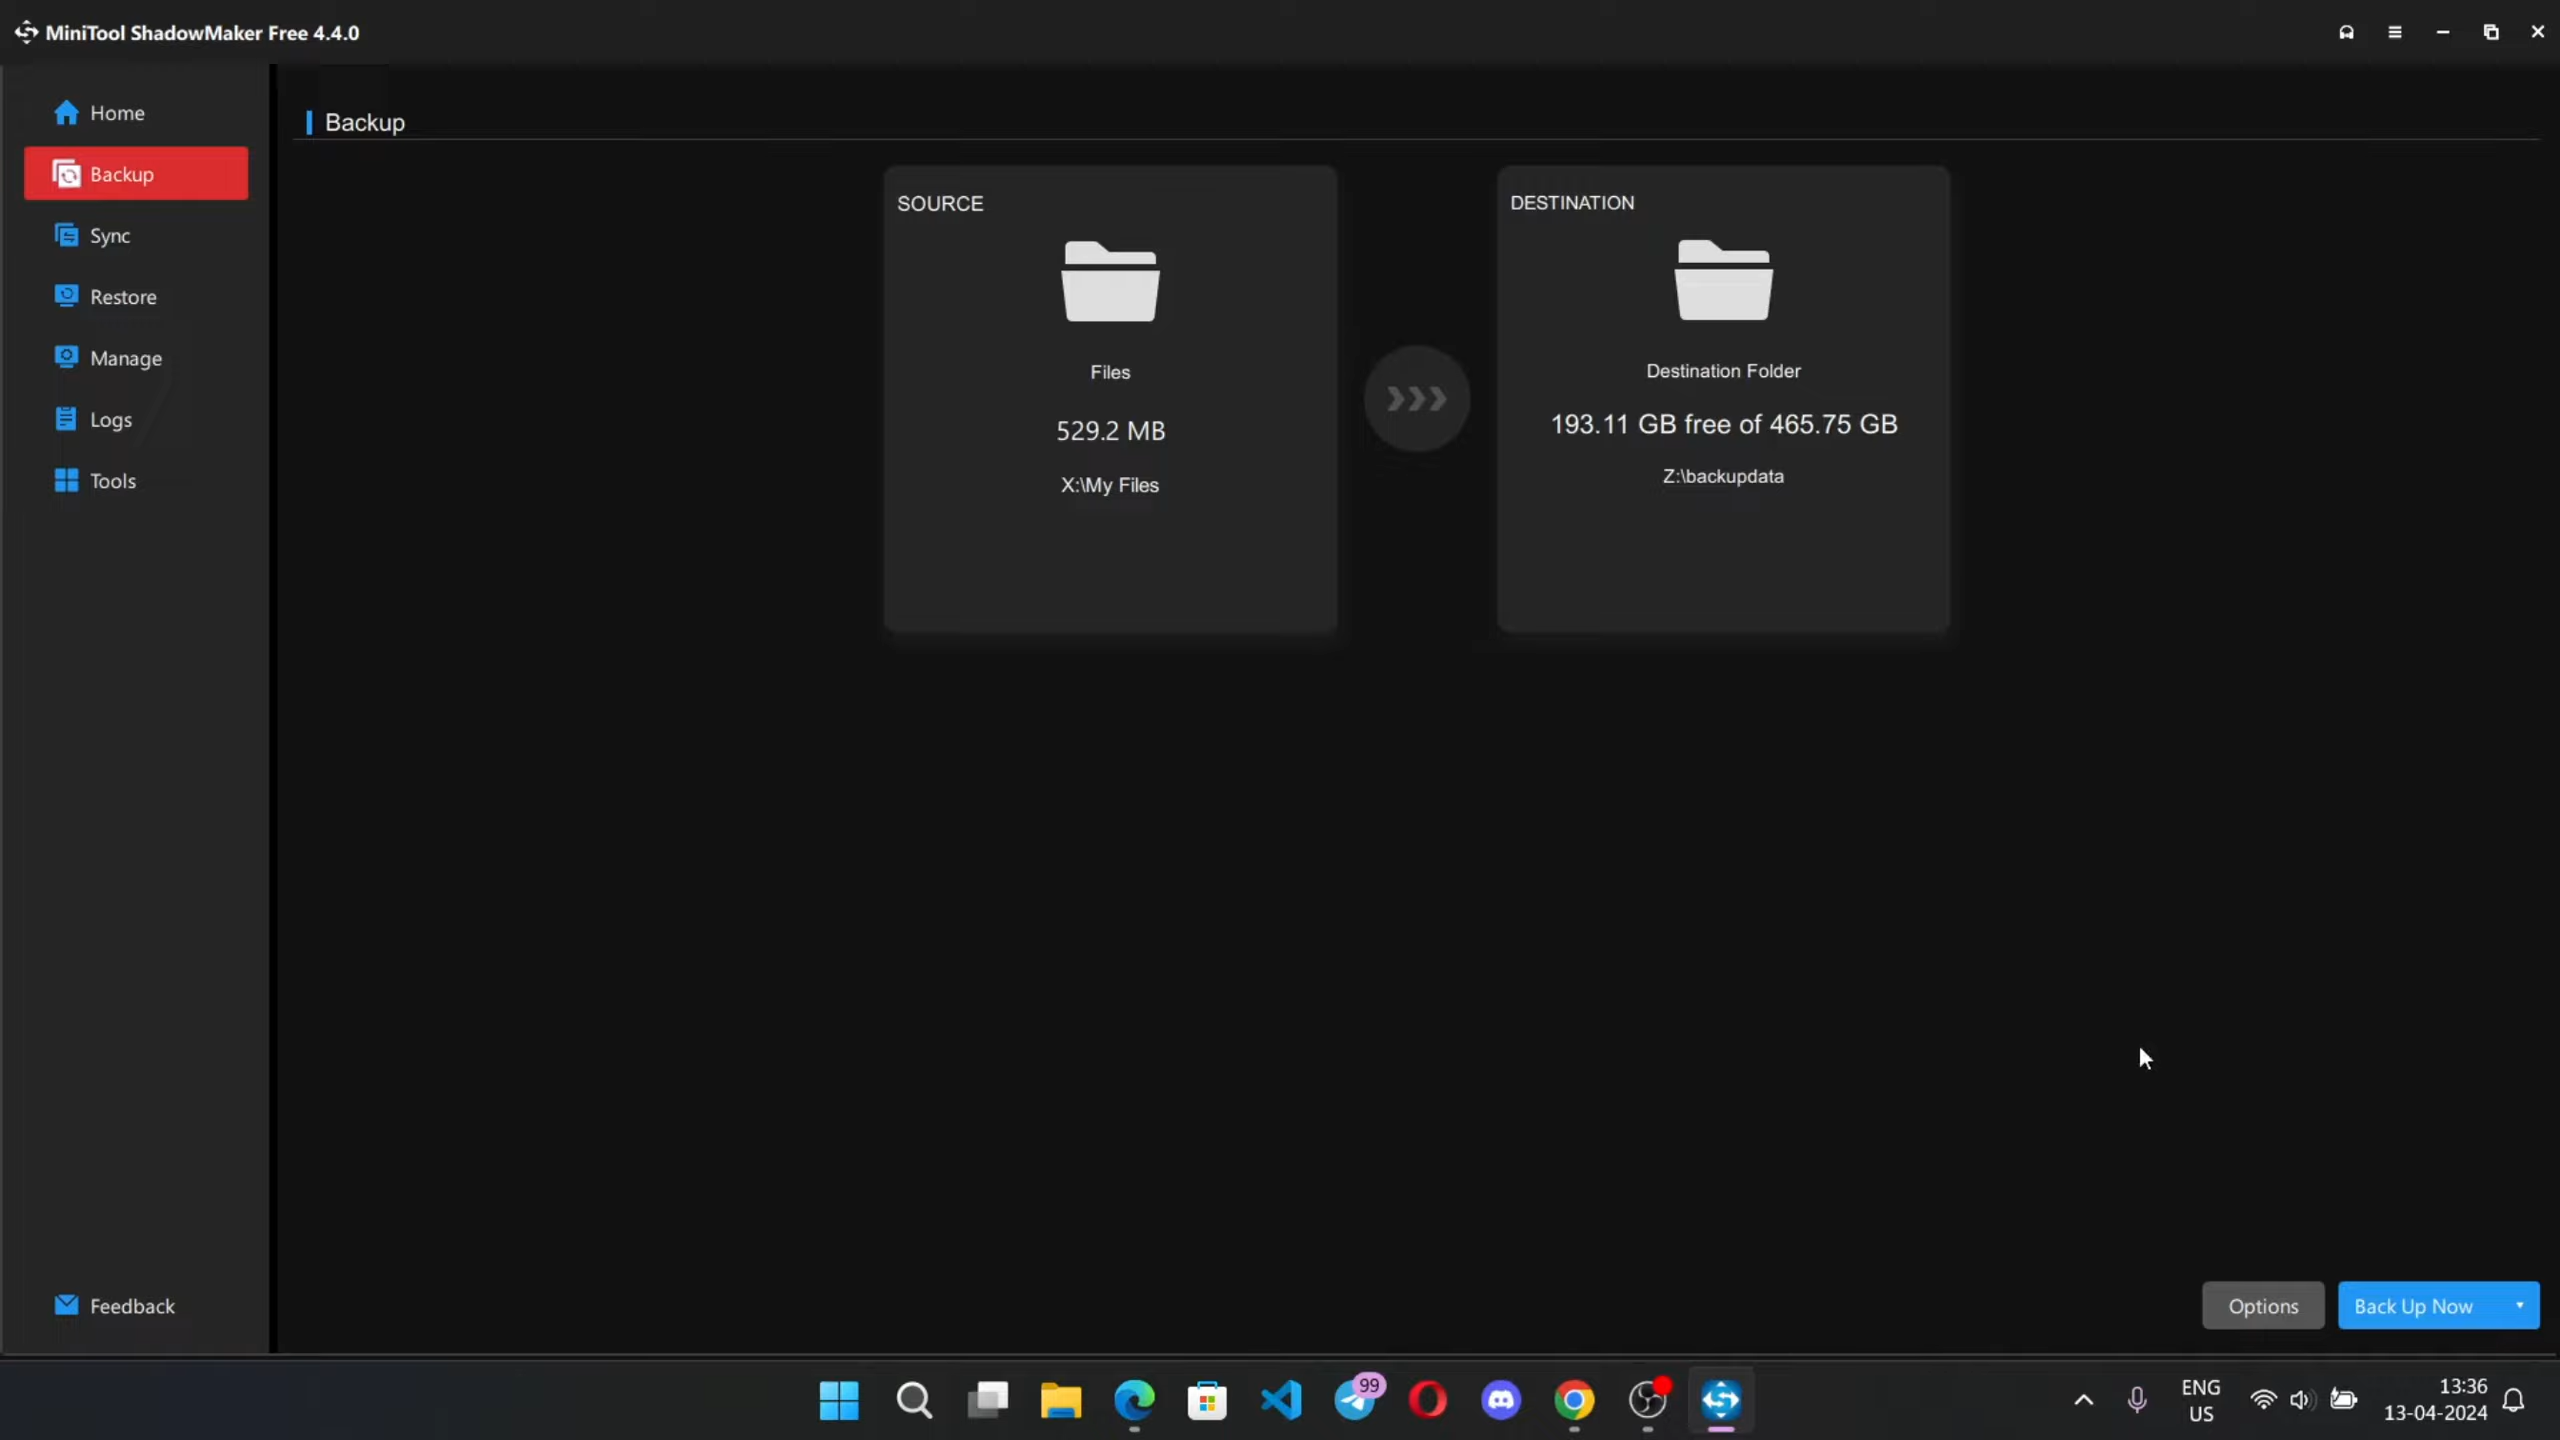 MiniTool ShadowMaker Free 4.4.0
Home
Backup
Sync
Restore
Manage
Logs
Tools
Feedback
Backup
SOURCE
Files
529.2 MB
X:\My Files
DESTINATION
Destination Folder
193.11 GB free of 465.75 GB
Z:\backupdata
Options
Back Up Now
99
ENG
US
13:36
13-04-2024